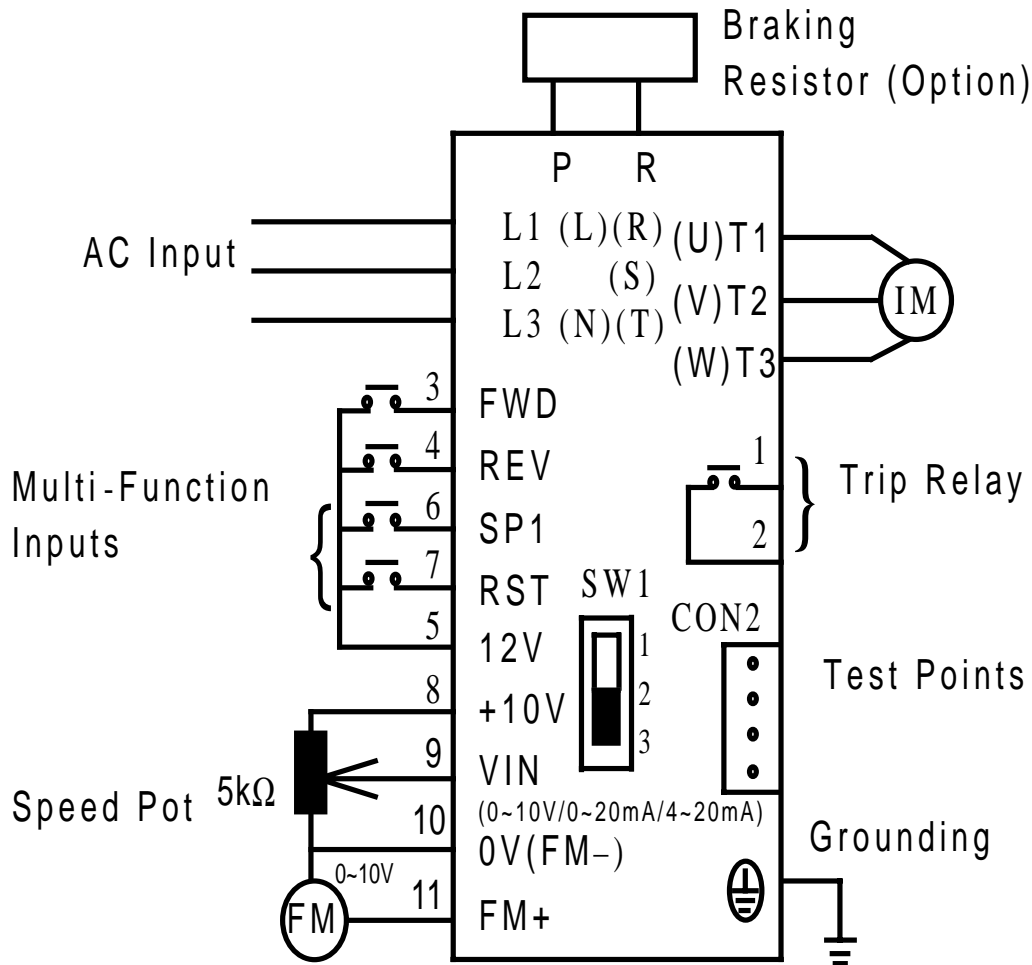 Braking
Resistor (Option)
P R
AC Input
L1 (L)(R)
L2 (S)
L3 (N)(T)
(U)T1
(V)T2
(W)T3
IM
Multi-Function
Inputs
3 FWD
4 REV
6 SP1
7 RST
5 12V
1
2
Trip Relay
SW1
1
2
3
CON2
Test Points
Speed Pot
5kΩ
8 +10V
9 VIN
(0~10V/0~20mA/4~20mA)
10 0V(FM–)
0~10V
FM
11 FM+
Grounding